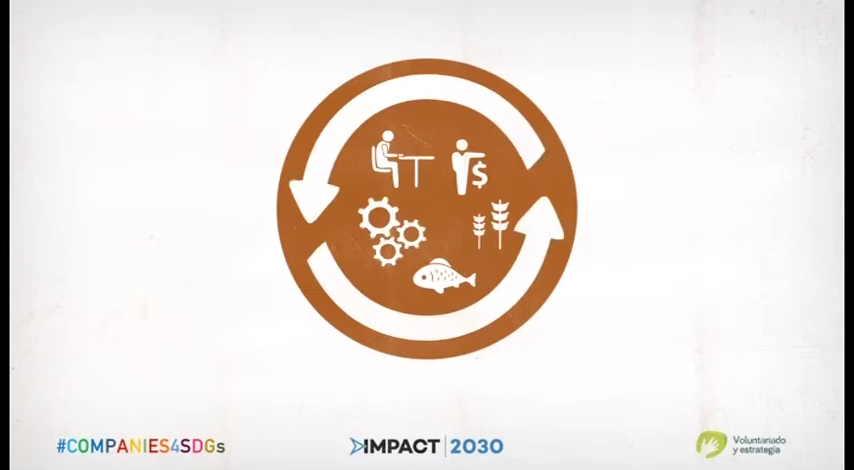 $
#COMPANIES4SDGs
IMPACT 2030
Voluntariado
y estrategia